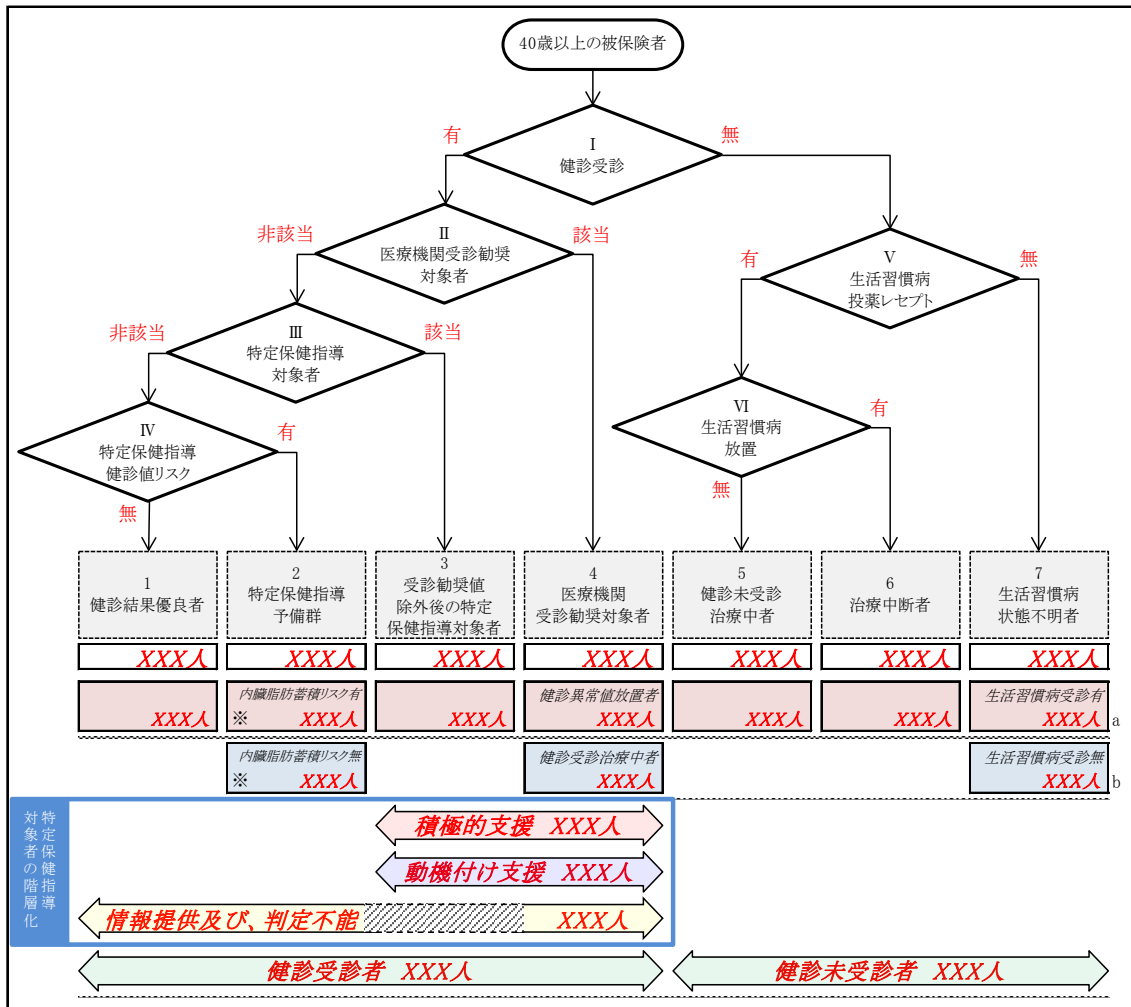 40歳以上の被保険者
Ⅰ
健診受診
有
無
Ⅱ
医療機関受診勧奨
対象者
非該当
該当
Ⅴ
生活習慣病
投薬レセプト
有
無
Ⅲ
特定保健指導
対象者
非該当
該当
Ⅳ
特定保健指導
健診値リスク
有
無
Ⅵ
生活習慣病
放置
有
無
1
健診結果優良者
2
特定保健指導
予備群
3
受診勧奨値
除外後の特定
保健指導対象者
4
医療機関
受診勧奨対象者
5
健診未受診
治療中者
6
治療中断者
7
生活習慣病
状態不明者
XXX人
XXX人
XXX人
XXX人
XXX人
XXX人
XXX人
XXX人
内臓脂肪蓄積リスク有
※ XXX人
XXX人
健診異常値放置者
XXX人
XXX人
XXX人
生活習慣病受診有
XXX人
a
内臓脂肪蓄積リスク無
※ XXX人
健診受診治療中者
XXX人
生活習慣病受診無
XXX人
b
特定保健指導
対象者の階層化
積極的支援 XXX人
動機付け支援 XXX人
情報提供及び、判定不能 XXX人
健診受診者 XXX人
健診未受診者 XXX人